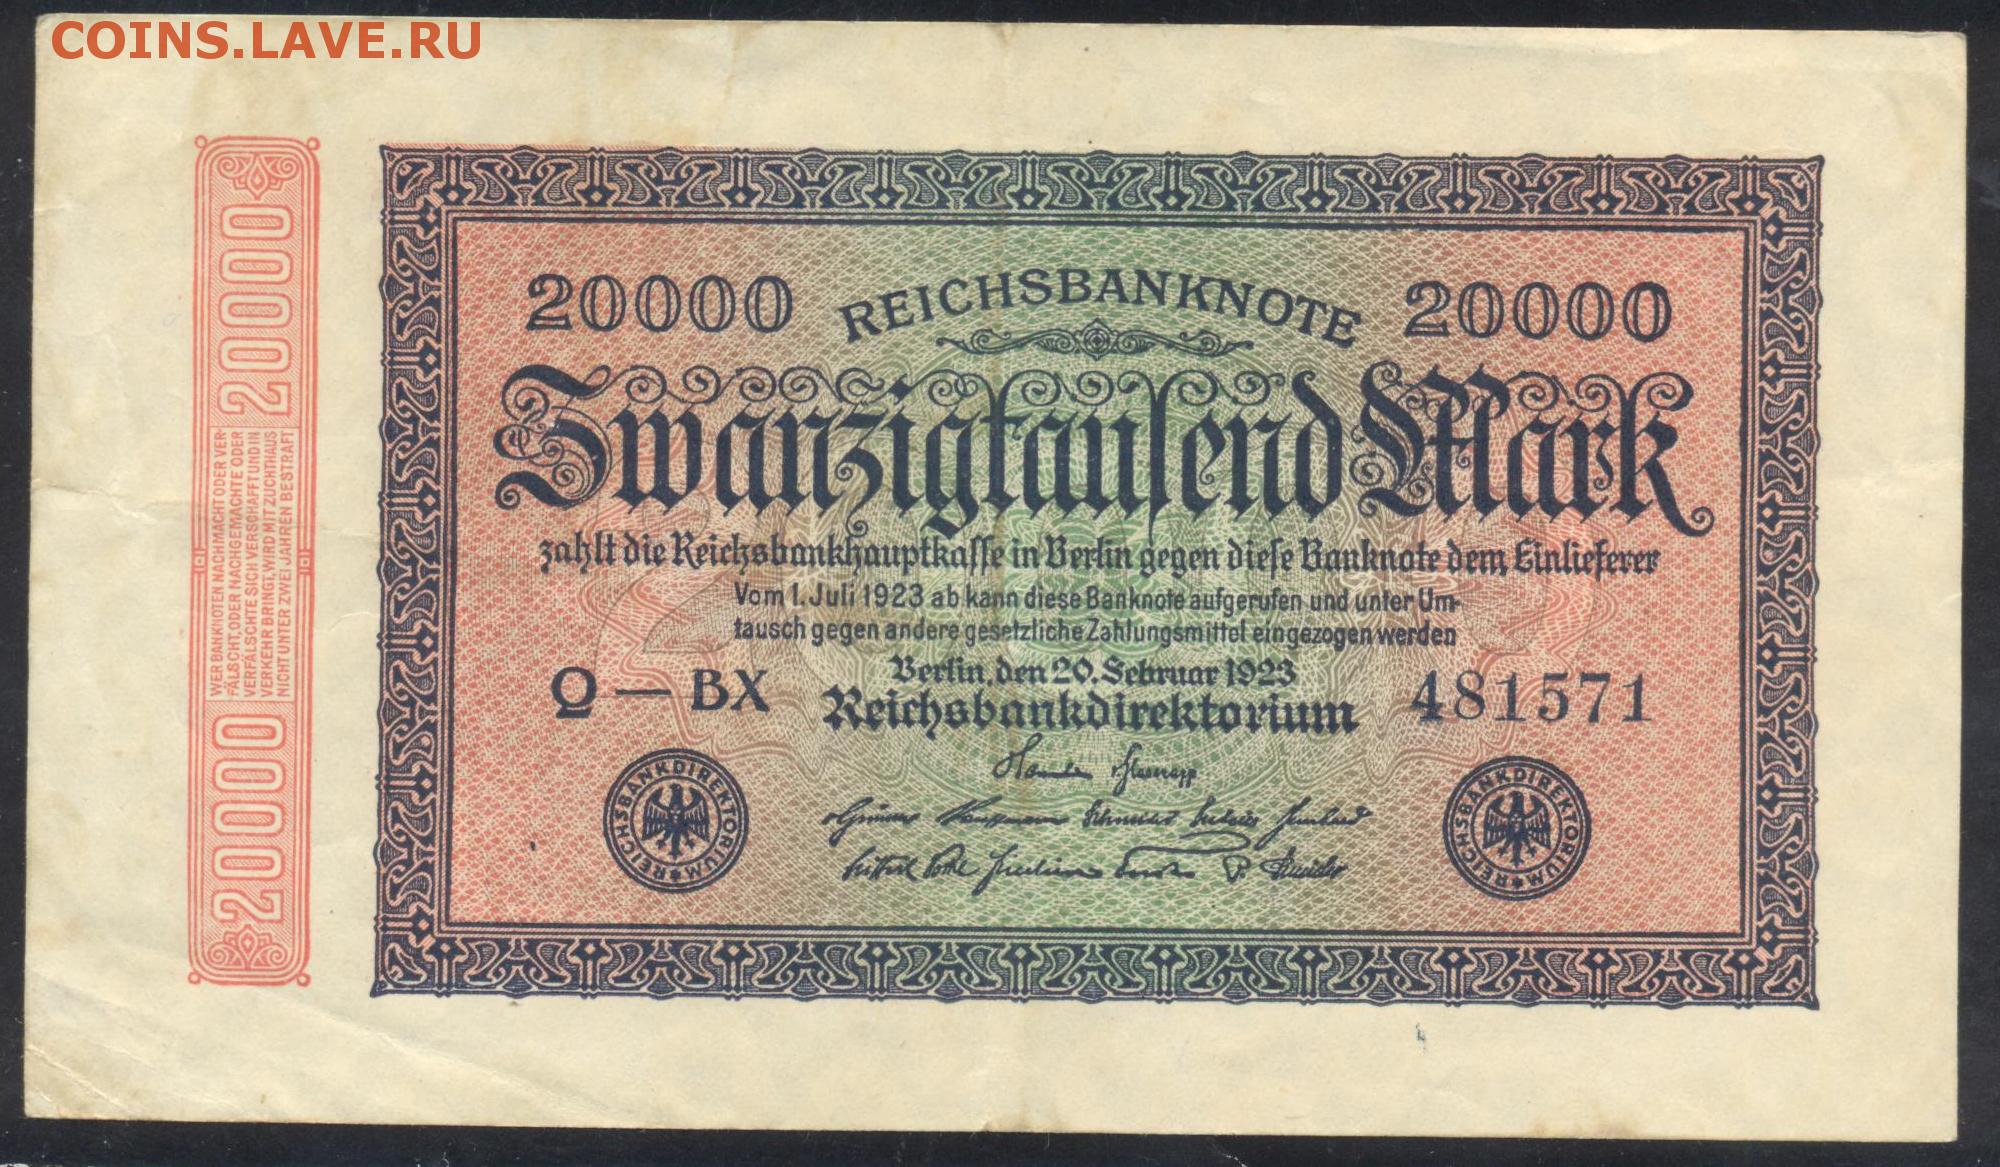 COINS.LAVE.RU
20000
WER BANKNOTEN NACHMACHT ODER VER-
FÄLSCHT, ODER NACHGEMACHTE ODER
VERFÄLSCHTE SICH VERSCHAFFT UND IN
VERKEHR BRINGT, WIRD MIT ZUCHTHAUS
NICHT UNTER ZWEI JAHREN BESTRAFT
20000
20000 REICHSBANKNOTE 20000
Zwanzigtausend Mark
zahlt die Reichsbankhauptkasse in Berlin gegen diese Banknote dem Einlieferer
Vom 1. Juli 1923 ab kann diese Banknote aufgerufen und unter Um-
tausch gegen andere gesetzliche Zahlungsmittel eingezogen werden
Berlin, den 20. Februar 1923
Q — BX Reichsbankdirektorium 481571
REICHSBANKDIREKTORIUM
REICHSBANKDIREKTORIUM